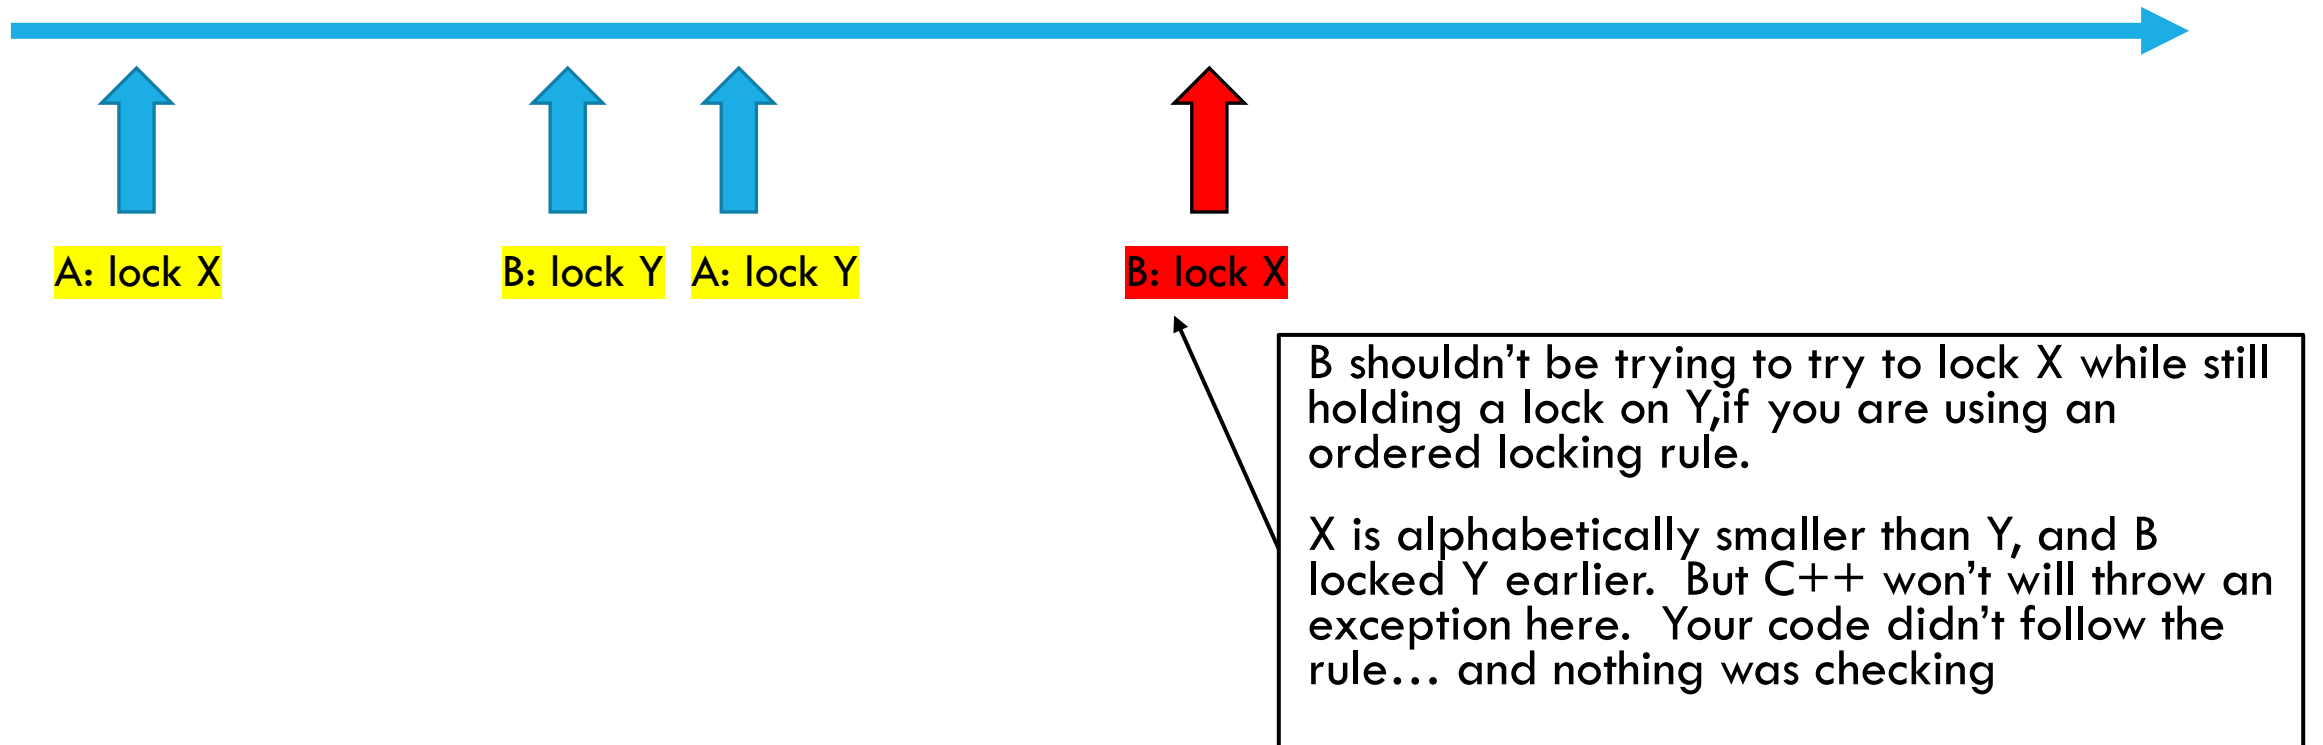 A: lock X
B: lock Y
A: lock Y
B: lock X
B shouldn’t be trying to try to lock X while still
holding a lock on Y,if you are using an
ordered locking rule.
X is alphabetically smaller than Y, and B
locked Y earlier.  But C++ won’t will throw an
exception here.  Your code didn’t follow the
rule… and nothing was checking